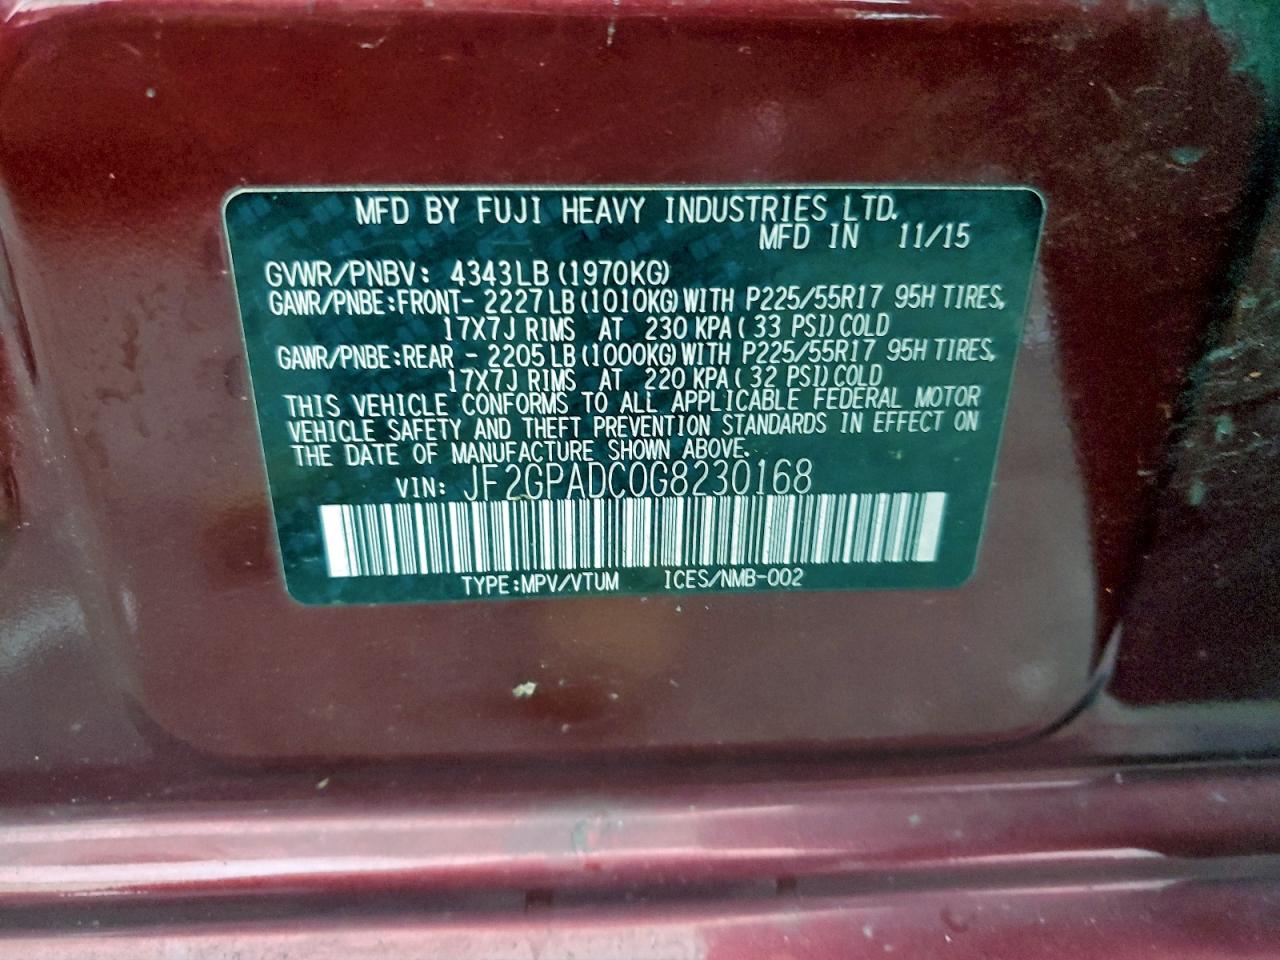 MFD BY FUJI HEAVY INDUSTRIES LTD.
MFD IN 11/15
GVWR/PNBV: 4343LB(1970KG)
GAWR/PNBE:FRONT- 2227LB(1010KG)WITH P225/55R17 95H TIRES,
17X7J RIMS AT 230 KPA(33 PSI)COLD
GAWR/PNBE:REAR - 2205LB(1000KG)WITH P225/55R17 95H TIRES,
17X7J RIMS AT 220 KPA(32 PSI)COLD
THIS VEHICLE CONFORMS TO ALL APPLICABLE FEDERAL MOTOR
VEHICLE SAFETY AND THEFT PREVENTION STANDARDS IN EFFECT ON
THE DATE OF MANUFACTURE SHOWN ABOVE.
VIN: JF2GPADC0G8230168
TYPE:MPV/VTUM ICES/NMB-002